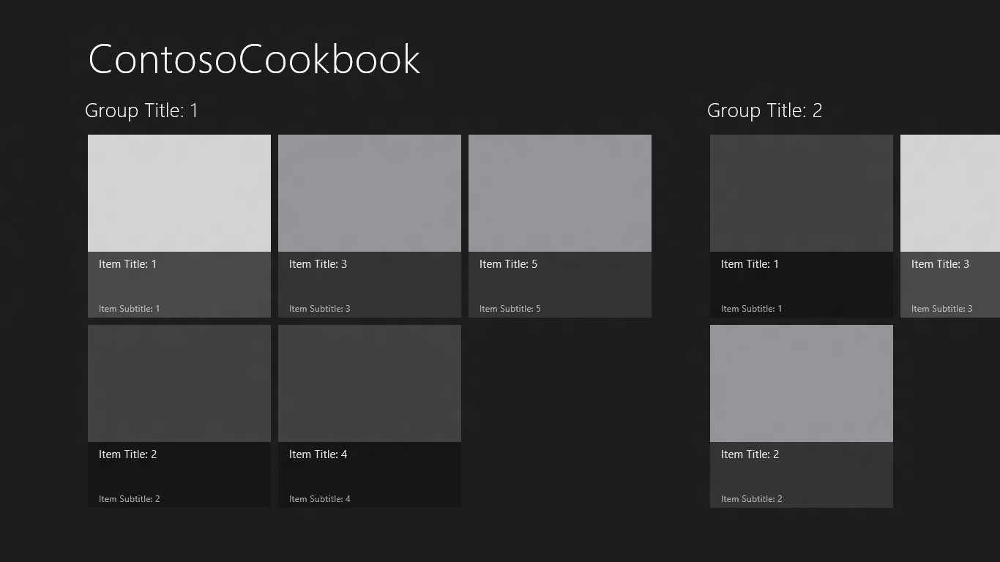 ContosoCookbook
Group Title: 1
Item Title: 1
Item Subtitle: 1
Item Title: 3
Item Subtitle: 3
Item Title: 5
Item Subtitle: 5
Item Title: 2
Item Subtitle: 2
Item Title: 4
Item Subtitle: 4
Group Title: 2
Item Title: 1
Item Subtitle: 1
Item Title: 3
Item Subtitle: 3
Item Title: 2
Item Subtitle: 2